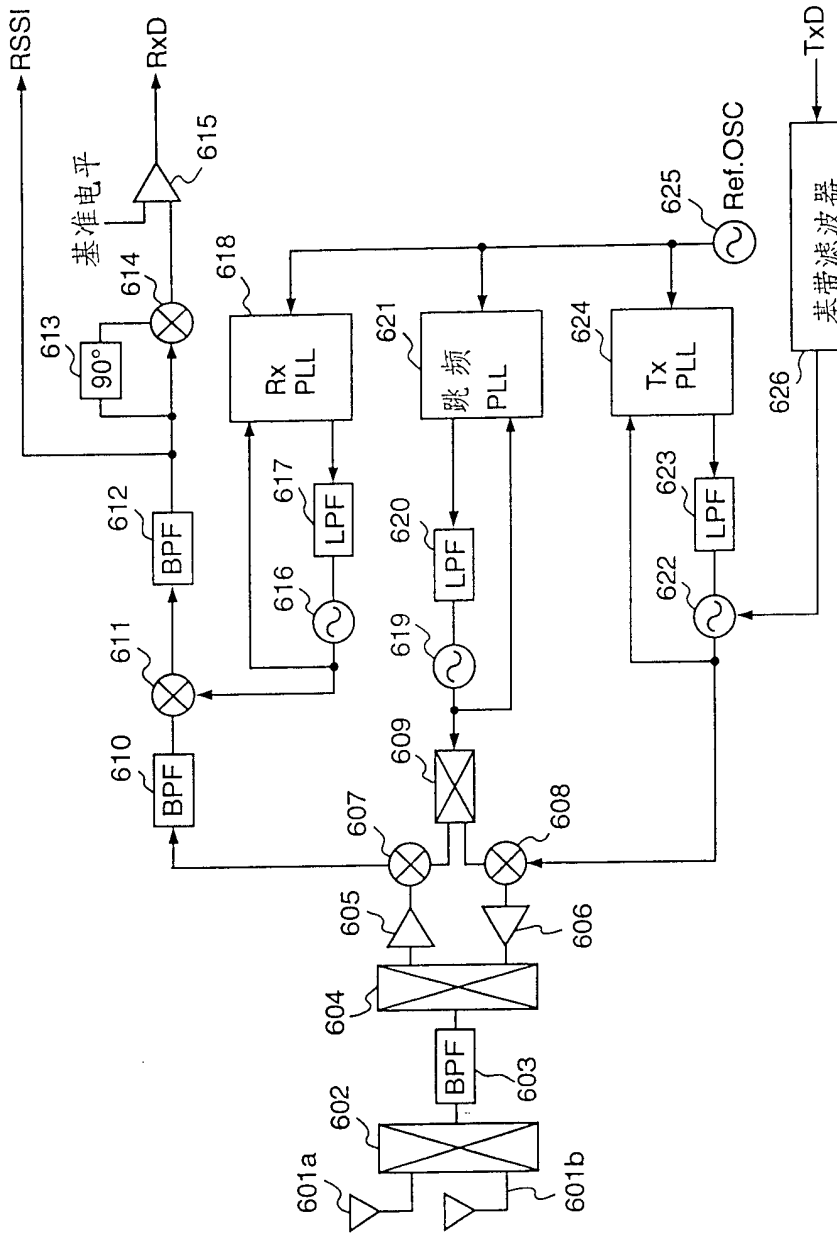 RSSI
RxD
基准电平
615
614
613
90°
612
BPF
611
610
BPF
618
Rx
PLL
617
LPF
616
621
跳频
PLL
620
LPF
619
609
625
Ref.OSC
624
Tx
PLL
623
LPF
622
TxD
基带滤波器
626
607
608
605
606
604
BPF
603
602
601a
601b